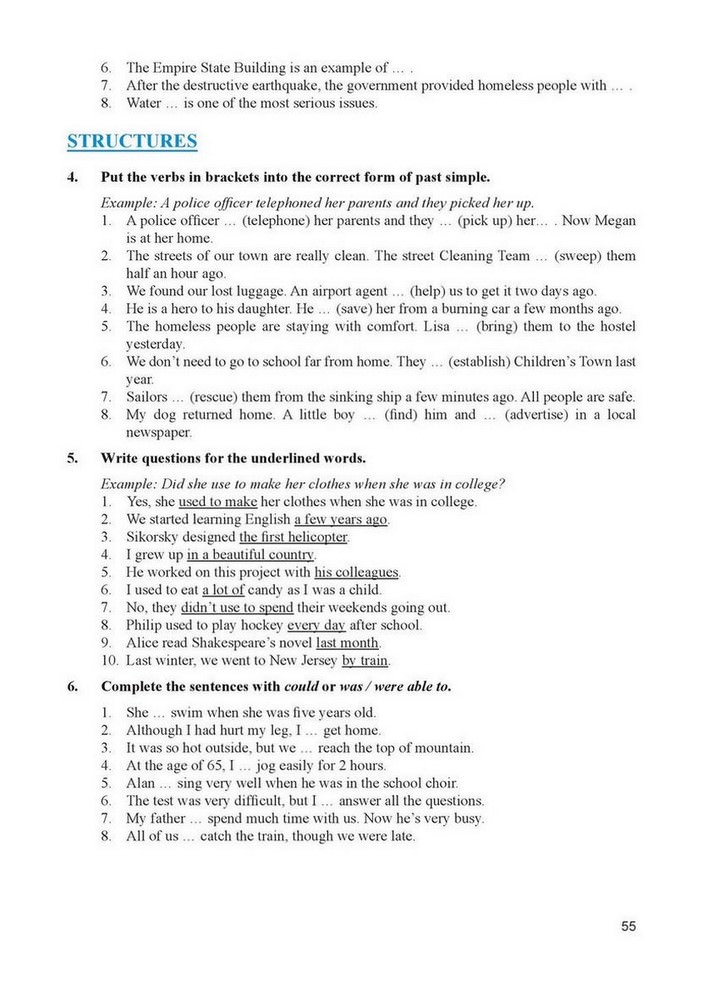 6. The Empire State Building is an example of … .
7. After the destructive earthquake, the government provided homeless people with … .
8. Water … is one of the most serious issues.
STRUCTURES
4. Put the verbs in brackets into the correct form of past simple.
Example: A police officer telephoned her parents and they picked her up.
1. A police officer … (telephone) her parents and they … (pick up) her… . Now Megan
is at her home.
2. The streets of our town are really clean. The street Cleaning Team … (sweep) them
half an hour ago.
3. We found our lost luggage. An airport agent … (help) us to get it two days ago.
4. He is a hero to his daughter. He … (save) her from a burning car a few months ago.
5. The homeless people are staying with comfort. Lisa … (bring) them to the hostel
yesterday.
6. We don’t need to go to school far from home. They … (establish) Children’s Town last
year.
7. Sailors … (rescue) them from the sinking ship a few minutes ago. All people are safe.
8. My dog returned home. A little boy … (find) him and … (advertise) in a local
newspaper.
5. Write questions for the underlined words.
Example: Did she use to make her clothes when she was in college?
1. Yes, she used to make her clothes when she was in college.
2. We started learning English a few years ago.
3. Sikorsky designed the first helicopter.
4. I grew up in a beautiful country.
5. He worked on this project with his colleagues.
6. I used to eat a lot of candy as I was a child.
7. No, they didn’t use to spend their weekends going out.
8. Philip used to play hockey every day after school.
9. Alice read Shakespeare’s novel last month.
10. Last winter, we went to New Jersey by train.
6. Complete the sentences with could or was / were able to.
1. She … swim when she was five years old.
2. Although I had hurt my leg, I … get home.
3. It was so hot outside, but we … reach the top of mountain.
4. At the age of 65, I … jog easily for 2 hours.
5. Alan … sing very well when he was in the school choir.
6. The test was very difficult, but I … answer all the questions.
7. My father … spend much time with us. Now he’s very busy.
8. All of us … catch the train, though we were late.
55